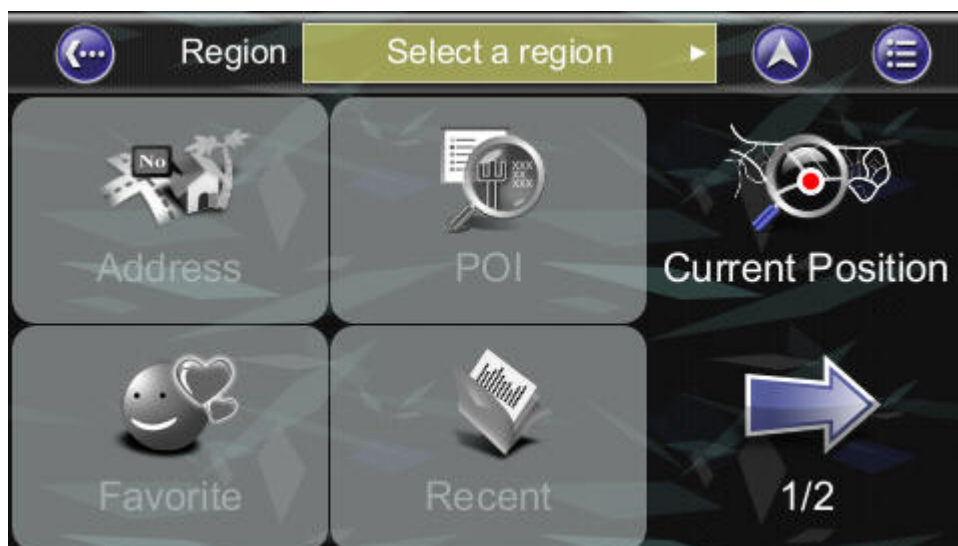 Region
Select a region
No
XXX
XX
XXX
Address
POI
Current Position
Favorite
Recent
1/2